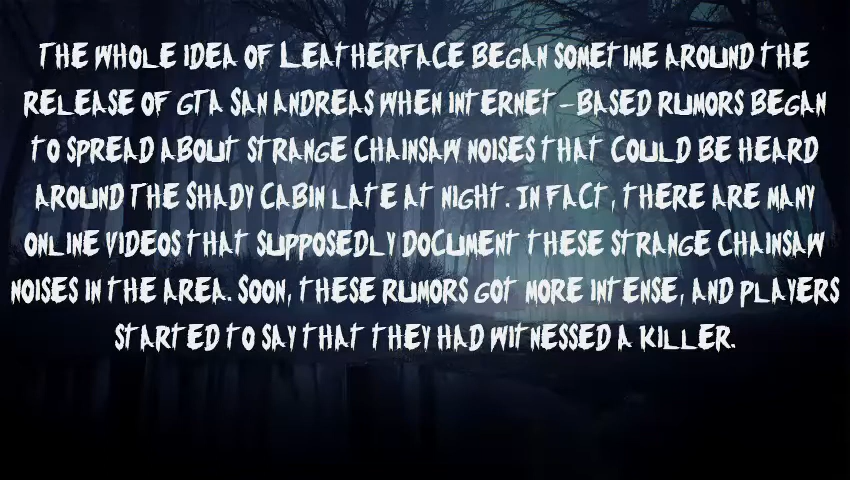 The whole idea of Leatherface began sometime around the
release of GTA San Andreas when internet-based rumors began
to spread about strange chainsaw noises that could be heard
around the Shady Cabin late at night. In fact, there are many
online videos that supposedly document these strange chainsaw
noises in the area. Soon, these rumors got more intense, and players
started to say that they had witnessed a killer.